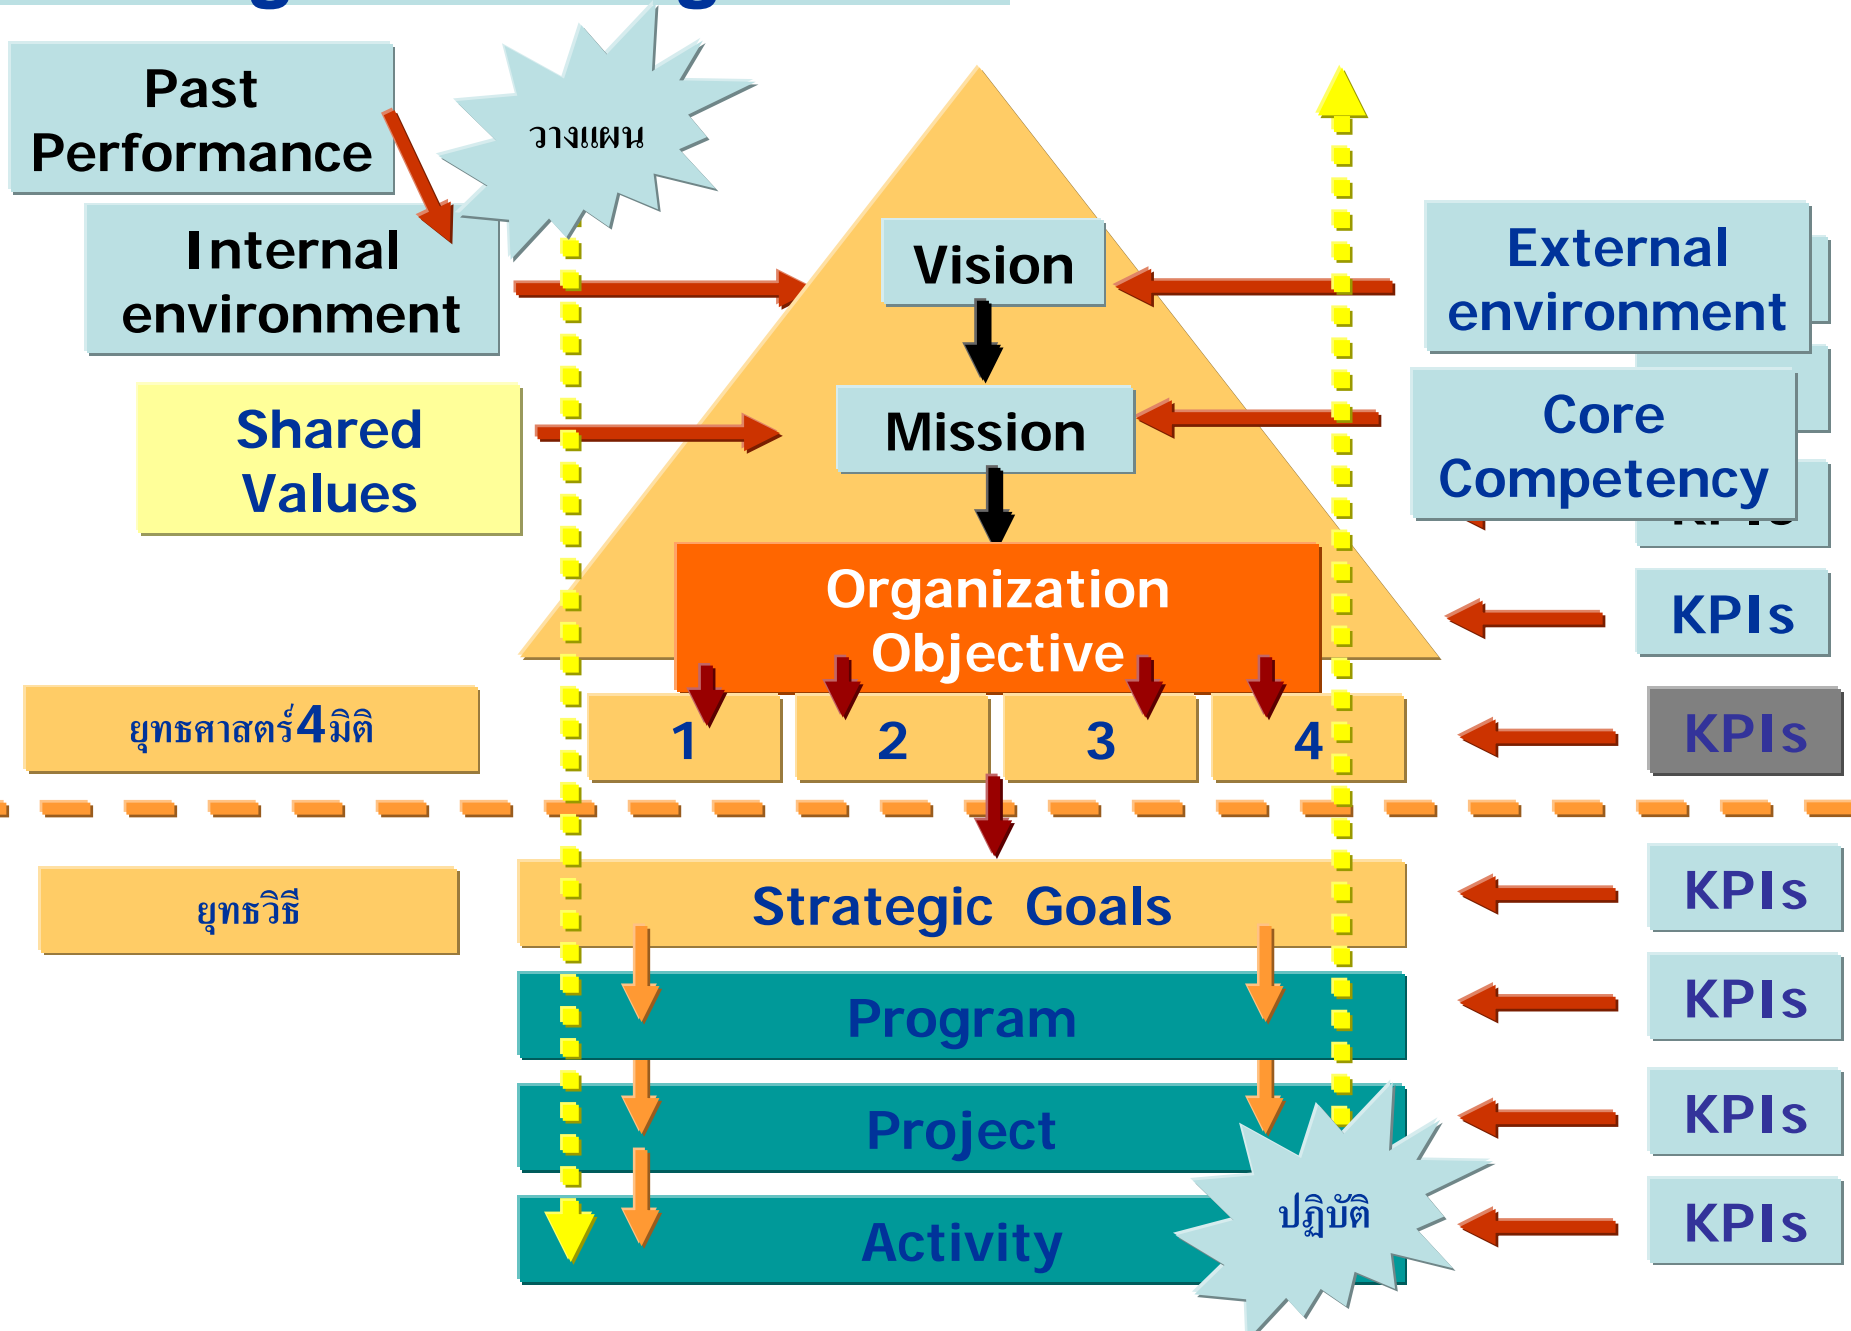 Past
Performance
วางแผน
Internal
environment
Vision
External
environment
Shared
Values
Mission
Core
Competency
KPIs
Organization
Objective
KPIs
ยุทธศาสตร์4มิติ
1
2
3
4
KPIs
ยุทธวิธี
Strategic Goals
KPIs
Program
KPIs
Project
KPIs
Activity
ปฏิบัติ
KPIs